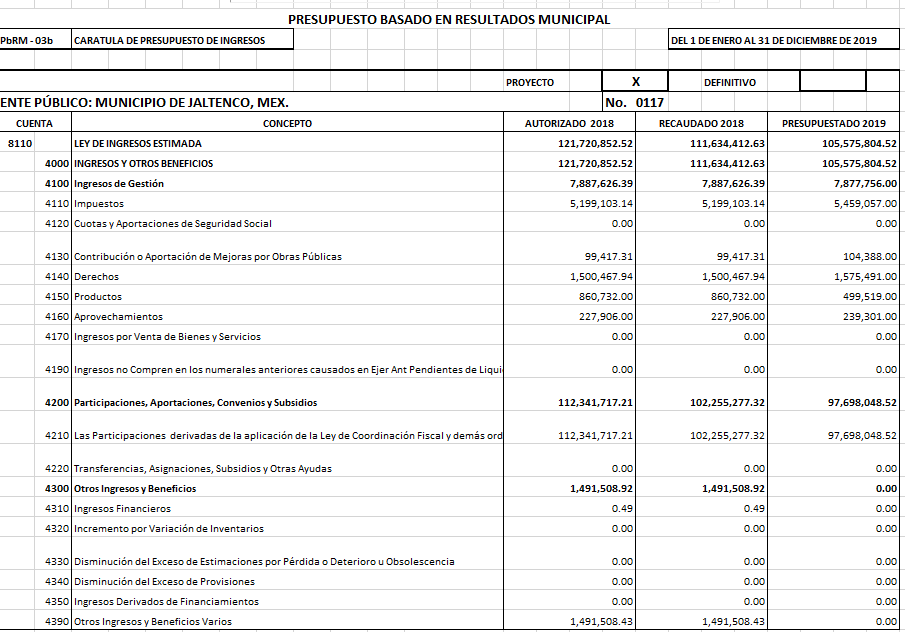 PRESUPUESTO BASADO EN RESULTADOS MUNICIPAL
PbRM - 03b CARATULA DE PRESUPUESTO DE INGRESOS DEL 1 DE ENERO AL 31 DE DICIEMBRE DE 2019
PROYECTO X DEFINITIVO
ENTE PÚBLICO: MUNICIPIO DE JALTENCO, MEX. No. 0117
CUENTA CONCEPTO AUTORIZADO 2018 RECAUDADO 2018 PRESUPUESTADO 2019
8110 LEY DE INGRESOS ESTIMADA 121,720,852.52 111,634,412.63 105,575,804.52
4000 INGRESOS Y OTROS BENEFICIOS 121,720,852.52 111,634,412.63 105,575,804.52
4100 Ingresos de Gestión 7,887,626.39 7,887,626.39 7,877,756.00
4110 Impuestos 5,199,103.14 5,199,103.14 5,459,057.00
4120 Cuotas y Aportaciones de Seguridad Social 0.00 0.00 0.00
4130 Contribución o Aportación de Mejoras por Obras Públicas 99,417.31 99,417.31 104,388.00
4140 Derechos 1,500,467.94 1,500,467.94 1,575,491.00
4150 Productos 860,732.00 860,732.00 499,519.00
4160 Aprovechamientos 227,906.00 227,906.00 239,301.00
4170 Ingresos por Venta de Bienes y Servicios 0.00 0.00 0.00
4190 Ingresos no Compren en los numerales anteriores causados en Ejer Ant Pendientes de Liqui 0.00 0.00 0.00
4200 Participaciones, Aportaciones, Convenios y Subsidios 112,341,717.21 102,255,277.32 97,698,048.52
4210 Las Participaciones derivadas de la aplicación de la Ley de Coordinación Fiscal y demás ord 112,341,717.21 102,255,277.32 97,698,048.52
4220 Transferencias, Asignaciones, Subsidios y Otras Ayudas 0.00 0.00 0.00
4300 Otros Ingresos y Beneficios 1,491,508.92 1,491,508.92 0.00
4310 Ingresos Financieros 0.49 0.49 0.00
4320 Incremento por Variación de Inventarios 0.00 0.00 0.00
4330 Disminución del Exceso de Estimaciones por Pérdida o Deterioro u Obsolescencia 0.00 0.00 0.00
4340 Disminución del Exceso de Provisiones 0.00 0.00 0.00
4350 Ingresos Derivados de Financiamientos 0.00 0.00 0.00
4390 Otros Ingresos y Beneficios Varios 1,491,508.43 1,491,508.43 0.00